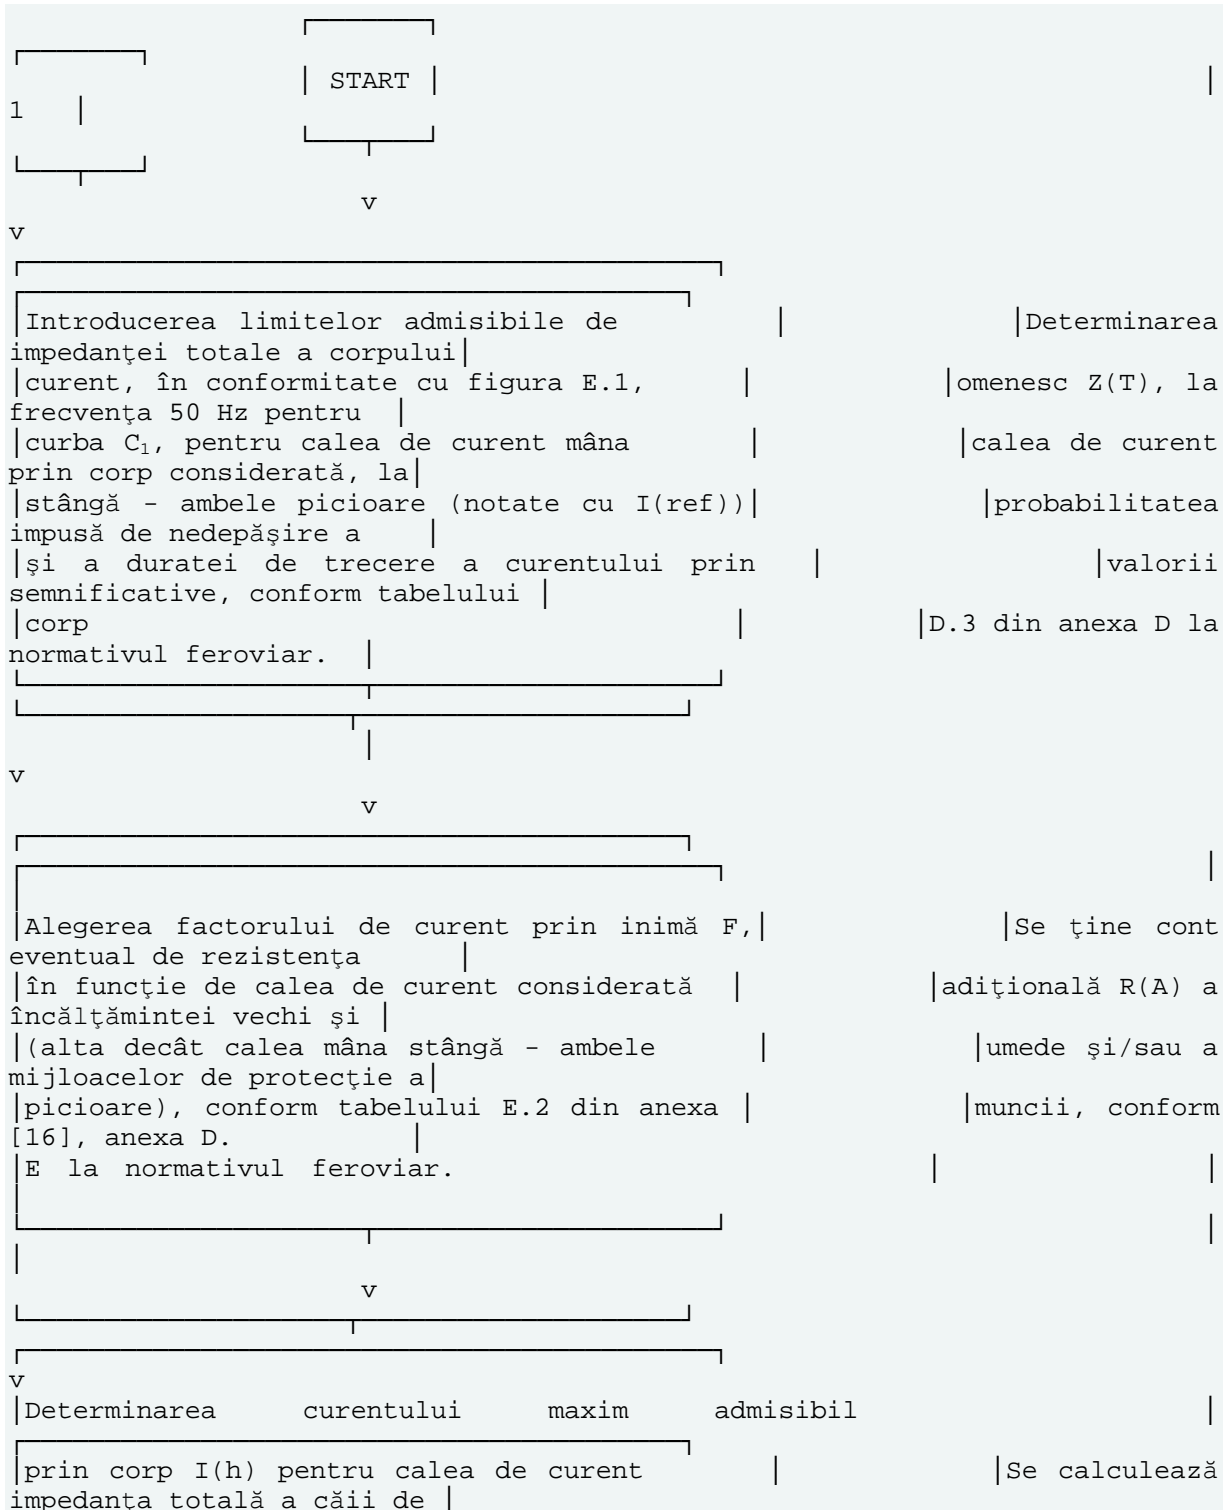 START |
1
v
v
Introducerea limitelor admisibile de | |Determinarea
impedanţei totale a corpului|
|curent, în conformitate cu figura E.1, | |omenesc Z(T), la
frecvenţa 50 Hz pentru |
|curba C₁, pentru calea de curent mâna | |calea de curent
prin corp considerată, la|
|stângă - ambele picioare (notate cu I(ref))| |probabilitatea
impusă de nedepăşire a |
|şi a duratei de trecere a curentului prin | |valorii
semnificative, conform tabelului |
|corp | |D.3 din anexa D la
normativul feroviar. |
v
v
|Alegerea factorului de curent prin inimă F,| |Se ţine cont
eventual de rezistenţa |
|în funcţie de calea de curent considerată | |adiţională R(A) a
încălţămintei vechi şi |
|(alta decât calea mâna stângă - ambele | |umede şi/sau a
mijloacelor de protecţie a|
|picioare), conform tabelului E.2 din anexa | |muncii, conform
[16], anexa D. |
|E la normativul feroviar. | |
v
v
|Determinarea curentului maxim admisibil |
|prin corp I(h) pentru calea de curent | |Se calculează
impedanţa totală a căii de |